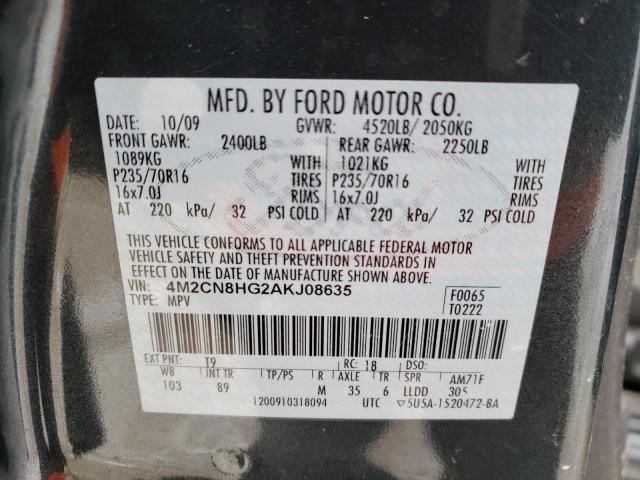 MFD. BY FORD MOTOR CO.
DATE: 10/09 GVWR: 4520LB/ 2050KG
FRONT GAWR: 2400LB REAR GAWR: 2250LB
1089KG WITH 1021KG WITH
P235/70R16 TIRES P235/70R16 TIRES
16x7.0J RIMS 16x7.0J RIMS
AT 220 kPa/ 32 PSI COLD AT 220 kPa/ 32 PSI COLD
THIS VEHICLE CONFORMS TO ALL APPLICABLE FEDERAL MOTOR
VEHICLE SAFETY AND THEFT PREVENTION STANDARDS IN
EFFECT ON THE DATE OF MANUFACTURE SHOWN ABOVE.
VIN: 4M2CN8HG2AKJ08635 F0065
TYPE: MPV T0222
EXT PNT: T9 RC: 18 DSO:
WB INT TR TP/PS R AXLE TR SPR AM71F
103 89 M 35 6 LLDD 305
1200910318094 UTC ▽5U5A-1520472-BA